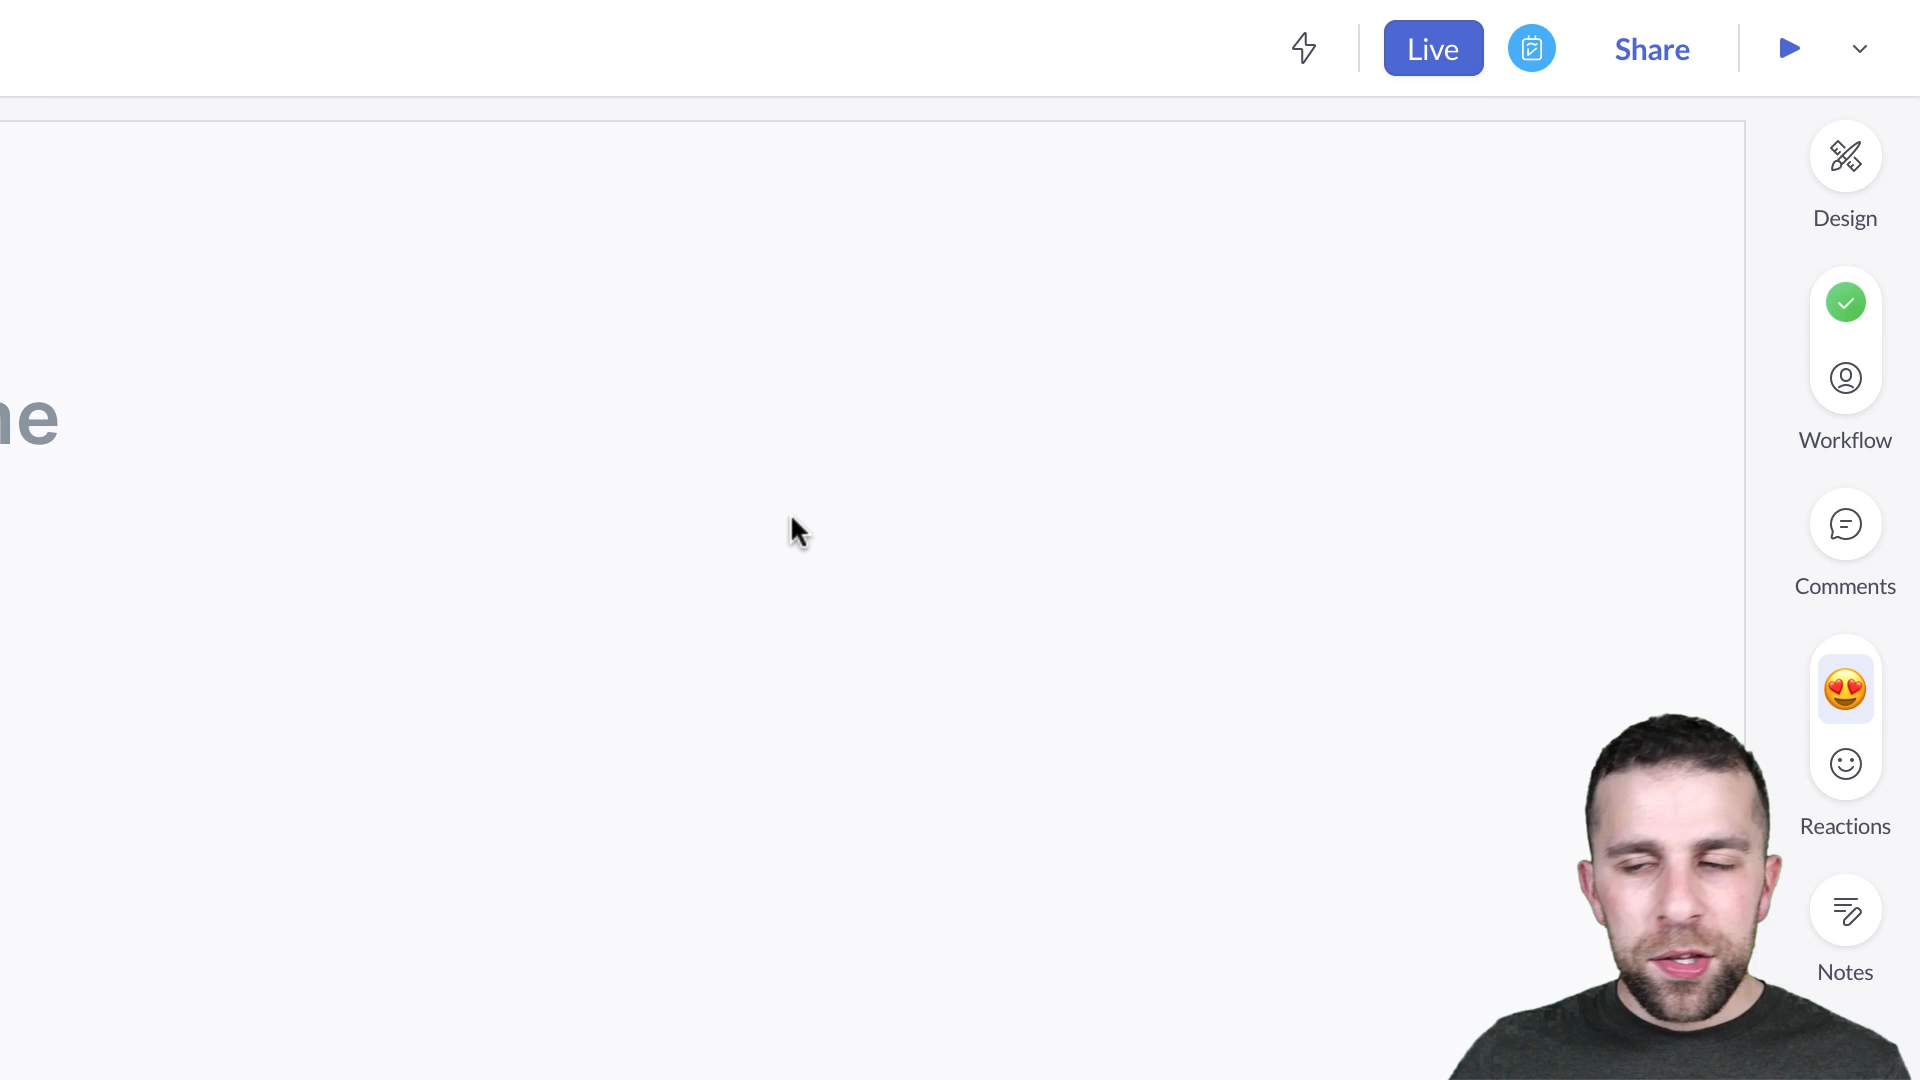 Live
Share
Design
ne
Workflow
Comments
Reactions
Notes